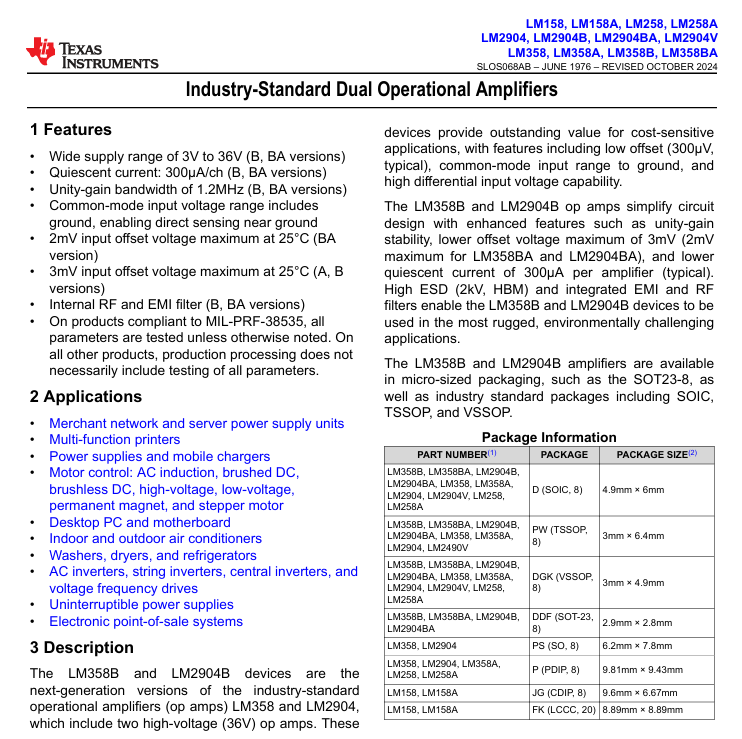 LM158, LM158A, LM258, LM258A
LM2904, LM2904B, LM2904BA, LM2904V
LM358, LM358A, LM358B, LM358BA
SLOS068AB – JUNE 1976 – REVISED OCTOBER 2024
TEXAS
INSTRUMENTS
Industry-Standard Dual Operational Amplifiers
1 Features
• Wide supply range of 3V to 36V (B, BA versions)
• Quiescent current: 300µA/ch (B, BA versions)
• Unity-gain bandwidth of 1.2MHz (B, BA versions)
• Common-mode input voltage range includes
ground, enabling direct sensing near ground
• 2mV input offset voltage maximum at 25°C (BA
version)
• 3mV input offset voltage maximum at 25°C (A, B
versions)
• Internal RF and EMI filter (B, BA versions)
• On products compliant to MIL-PRF-38535, all
parameters are tested unless otherwise noted. On
all other products, production processing does not
necessarily include testing of all parameters.
2 Applications
• Merchant network and server power supply units
• Multi-function printers
• Power supplies and mobile chargers
• Motor control: AC induction, brushed DC,
brushless DC, high-voltage, low-voltage,
permanent magnet, and stepper motor
• Desktop PC and motherboard
• Indoor and outdoor air conditioners
• Washers, dryers, and refrigerators
• AC inverters, string inverters, central inverters, and
voltage frequency drives
• Uninterruptible power supplies
• Electronic point-of-sale systems
3 Description
The LM358B and LM2904B devices are the
next-generation versions of the industry-standard
operational amplifiers (op amps) LM358 and LM2904,
which include two high-voltage (36V) op amps. These
devices provide outstanding value for cost-sensitive
applications, with features including low offset (300µV,
typical), common-mode input range to ground, and
high differential input voltage capability.
The LM358B and LM2904B op amps simplify circuit
design with enhanced features such as unity-gain
stability, lower offset voltage maximum of 3mV (2mV
maximum for LM358BA and LM2904BA), and lower
quiescent current of 300µA per amplifier (typical).
High ESD (2kV, HBM) and integrated EMI and RF
filters enable the LM358B and LM2904B devices to be
used in the most rugged, environmentally challenging
applications.
The LM358B and LM2904B amplifiers are available
in micro-sized packaging, such as the SOT23-8, as
well as industry standard packages including SOIC,
TSSOP, and VSSOP.
Package Information
PART NUMBER(1) PACKAGE PACKAGE SIZE(2)
LM358B, LM358BA, LM2904B,
LM2904BA, LM358, LM358A,
LM2904, LM2904V, LM258,
LM258A
D (SOIC, 8)
4.9mm × 6mm
LM358B, LM358BA, LM2904B,
LM2904BA, LM358, LM358A,
LM2904, LM2490V
PW (TSSOP,
8)
3mm × 6.4mm
LM358B, LM358BA, LM2904B,
LM2904BA, LM358, LM358A,
LM2904, LM2904V, LM258,
LM258A
DGK (VSSOP,
8)
3mm × 4.9mm
LM358B, LM358BA, LM2904B,
LM2904BA
DDF (SOT-23,
8)
2.9mm × 2.8mm
LM358, LM2904 PS (SO, 8) 6.2mm × 7.8mm
LM358, LM2904, LM358A,
LM258, LM258A
P (PDIP, 8)
9.81mm × 9.43mm
LM158, LM158A JG (CDIP, 8) 9.6mm × 6.67mm
LM158, LM158A FK (LCCC, 20) 8.89mm × 8.89mm